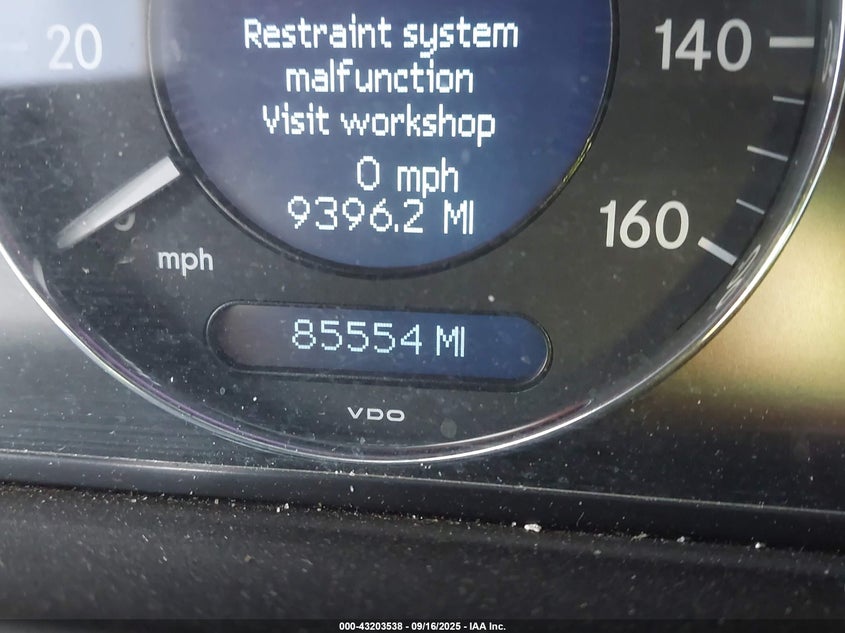 20
Restraint system
malfunction
Visit workshop
0 mph
9396.2 MI
140
160
mph
85554 MI
VDO
000-43203538 - 09/16/2025 - IAA Inc.